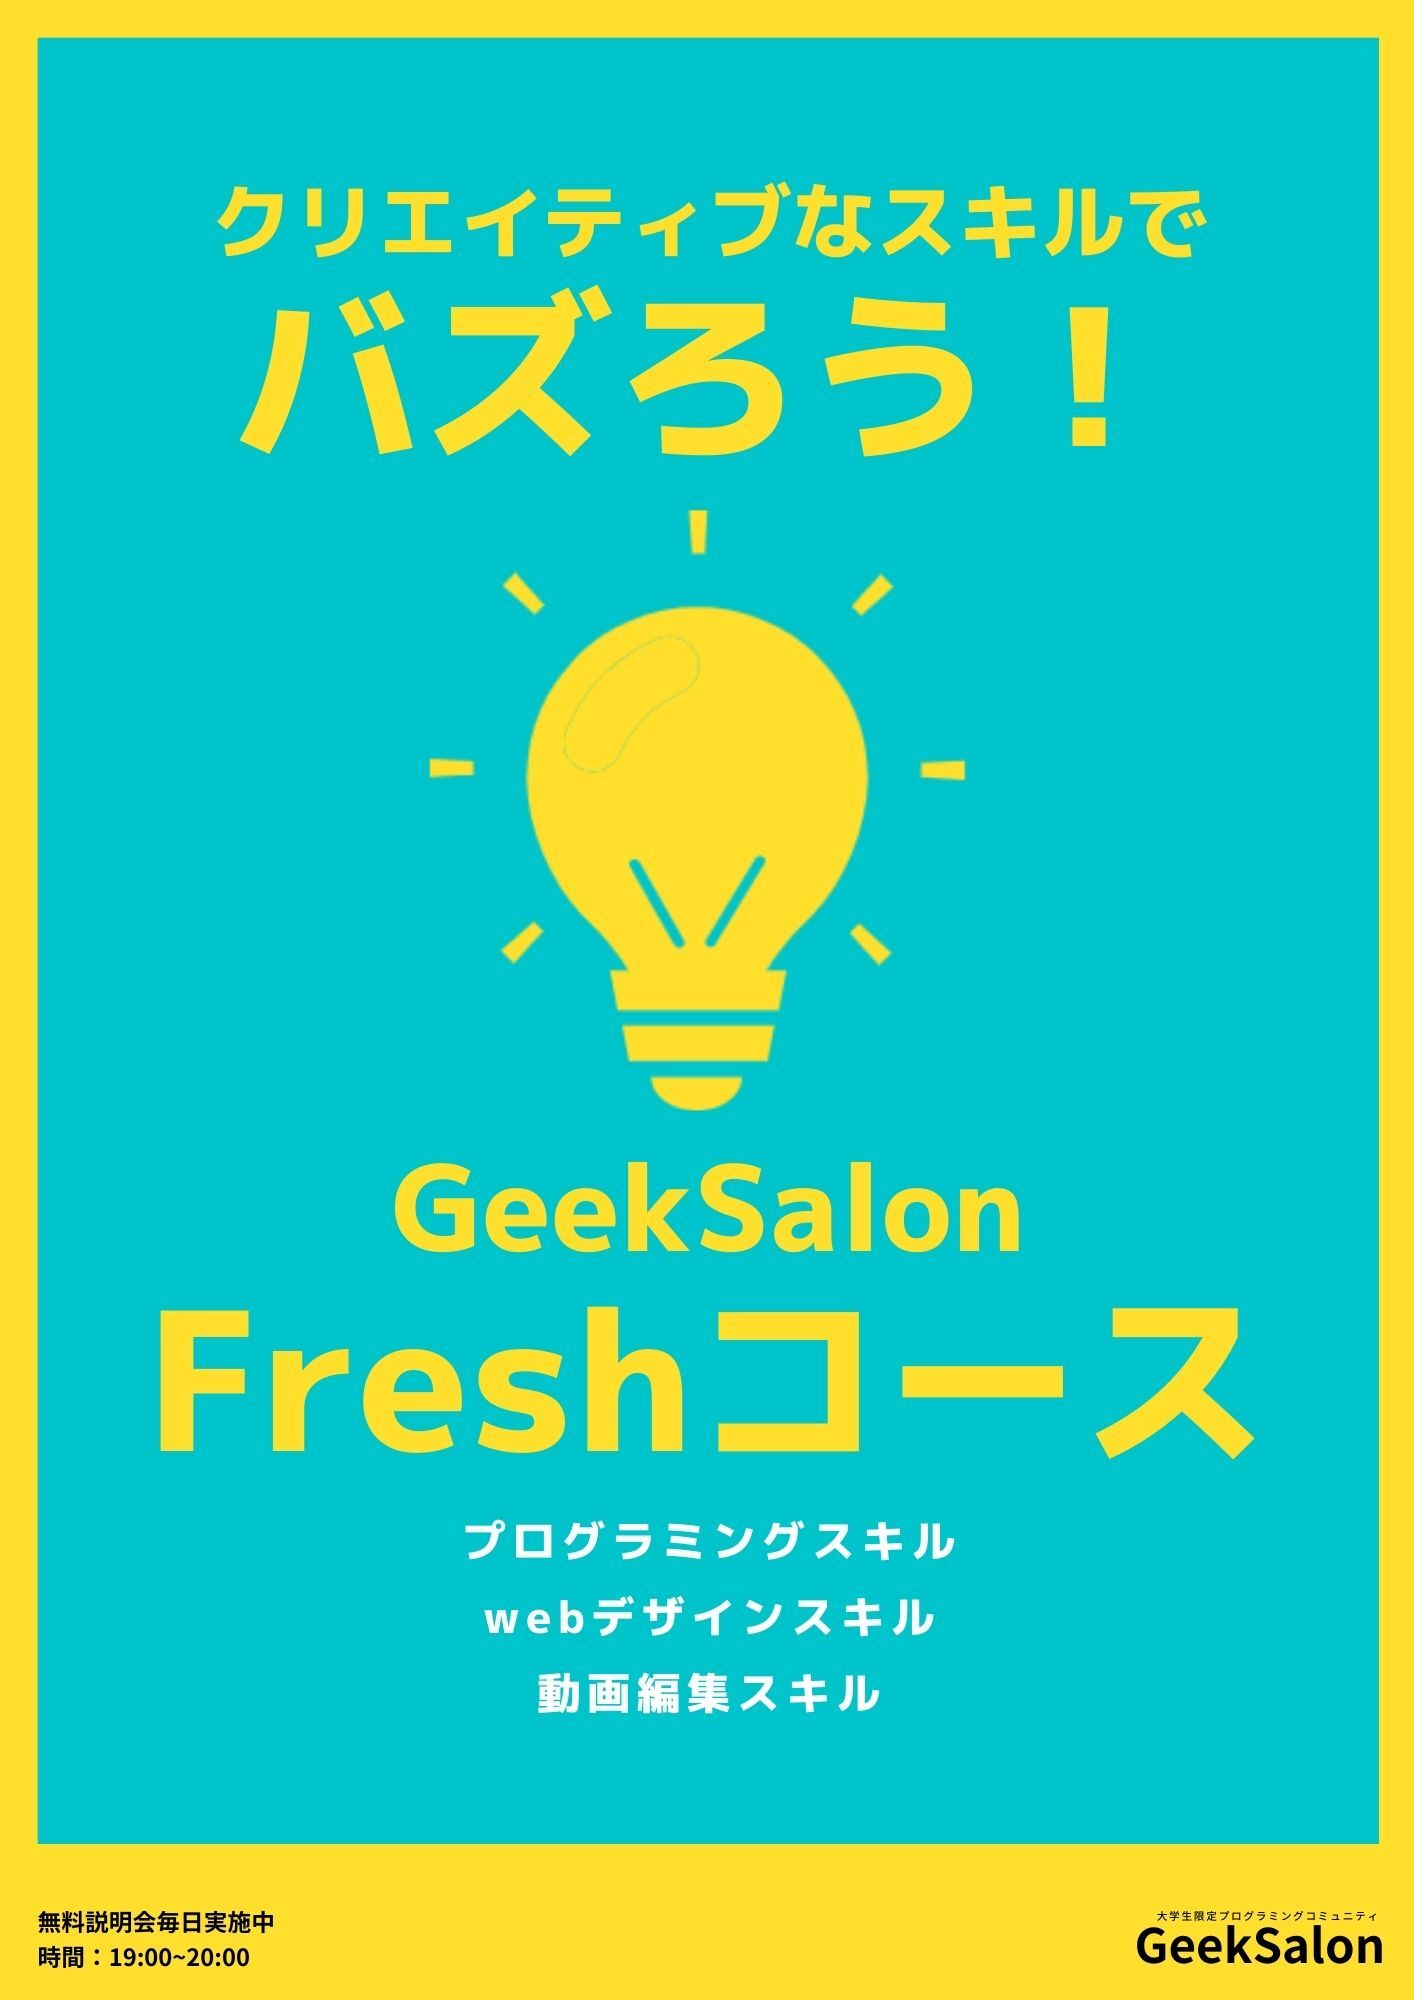 クリエイティブなスキルで
バズろう！
GeekSalon
Freshコース
プログラミングスキル
webデザインスキル
動画編集スキル
無料説明会毎日実施中
時間：19:00~20:00
大学生限定プログラミングコミュニティ
GeekSalon